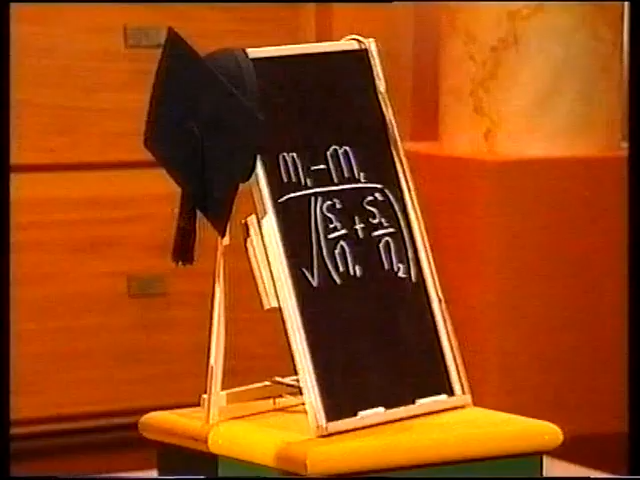 m₁ - m₂
√(s₁²/n₁ + s₂²/n₂)